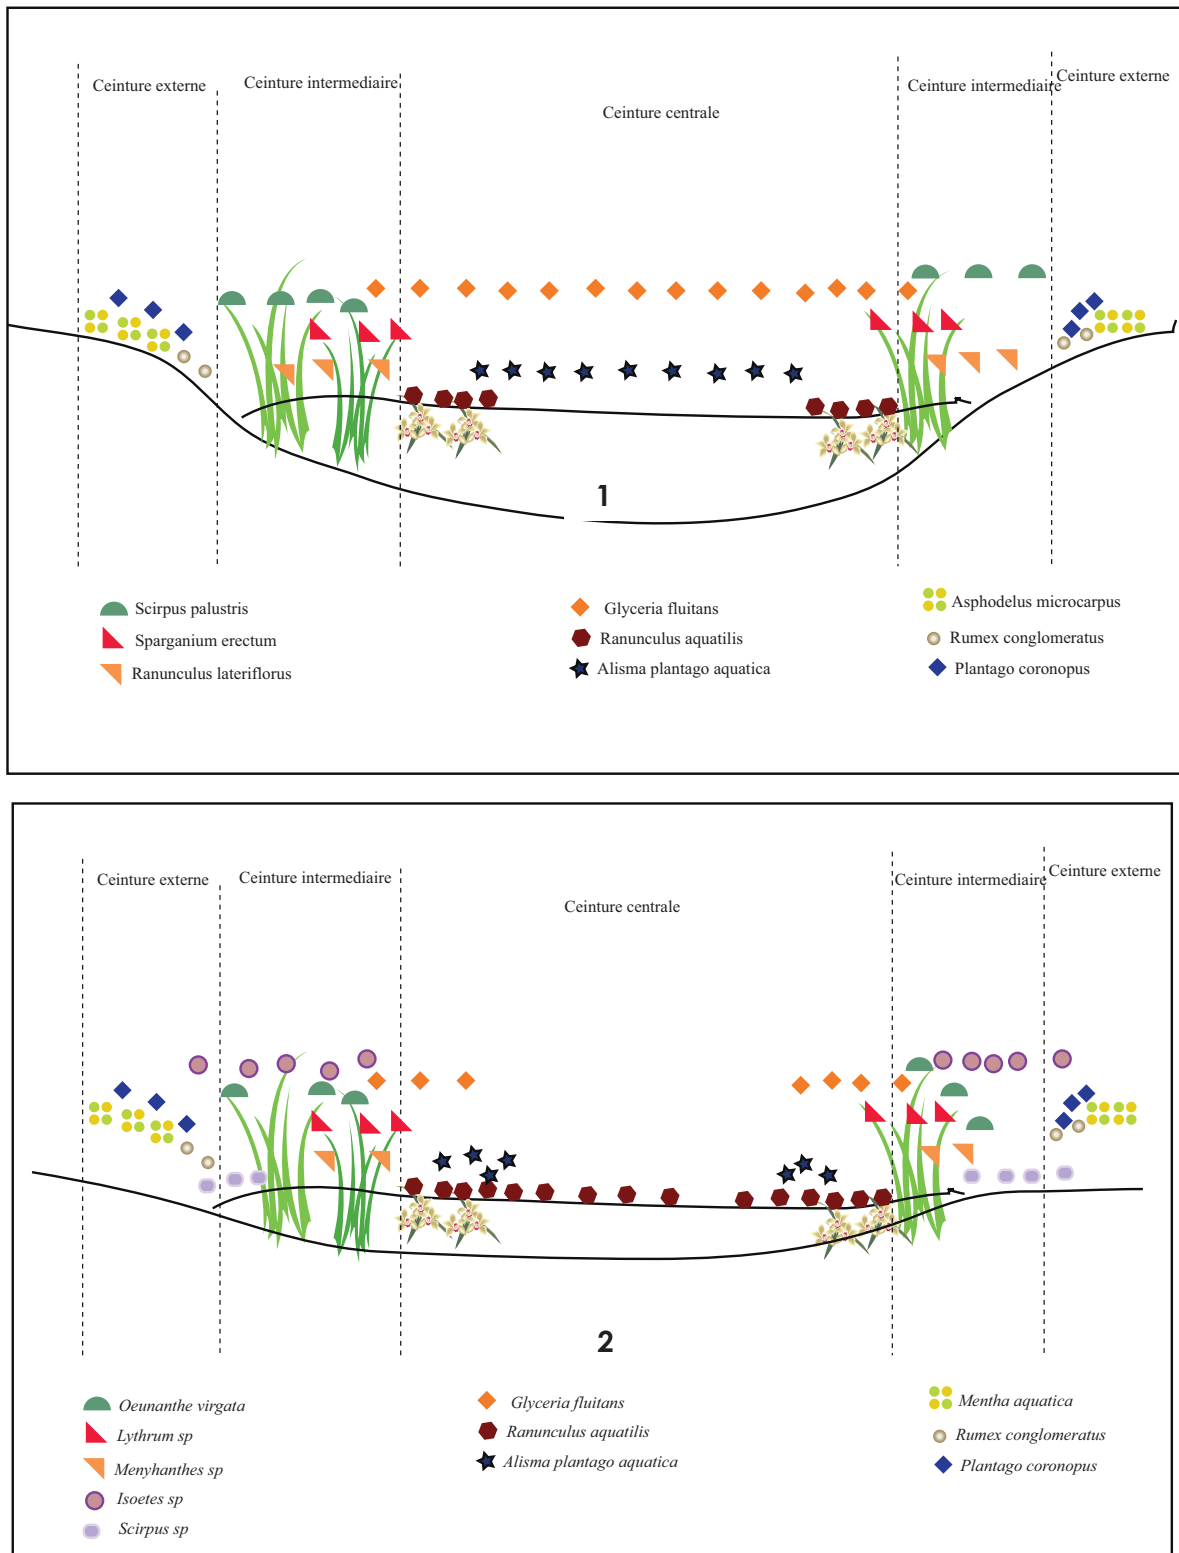 Ceinture externe
Ceinture intermediaire
Ceinture centrale
Ceinture intermediaire
Ceinture externe
1
Scirpus palustris
Sparganium erectum
Ranunculus lateriflorus
Glyceria fluitans
Ranunculus aquatilis
Alisma plantago aquatica
Asphodelus microcarpus
Rumex conglomeratus
Plantago coronopus
Ceinture externe
Ceinture intermediaire
Ceinture centrale
Ceinture intermediaire
Ceinture externe
2
Oeunanthe virgata
Lythrum sp
Menyhanthes sp
Isoetes sp
Scirpus sp
Glyceria fluitans
Ranunculus aquatilis
Alisma plantago aquatica
Mentha aquatica
Rumex conglomeratus
Plantago coronopus